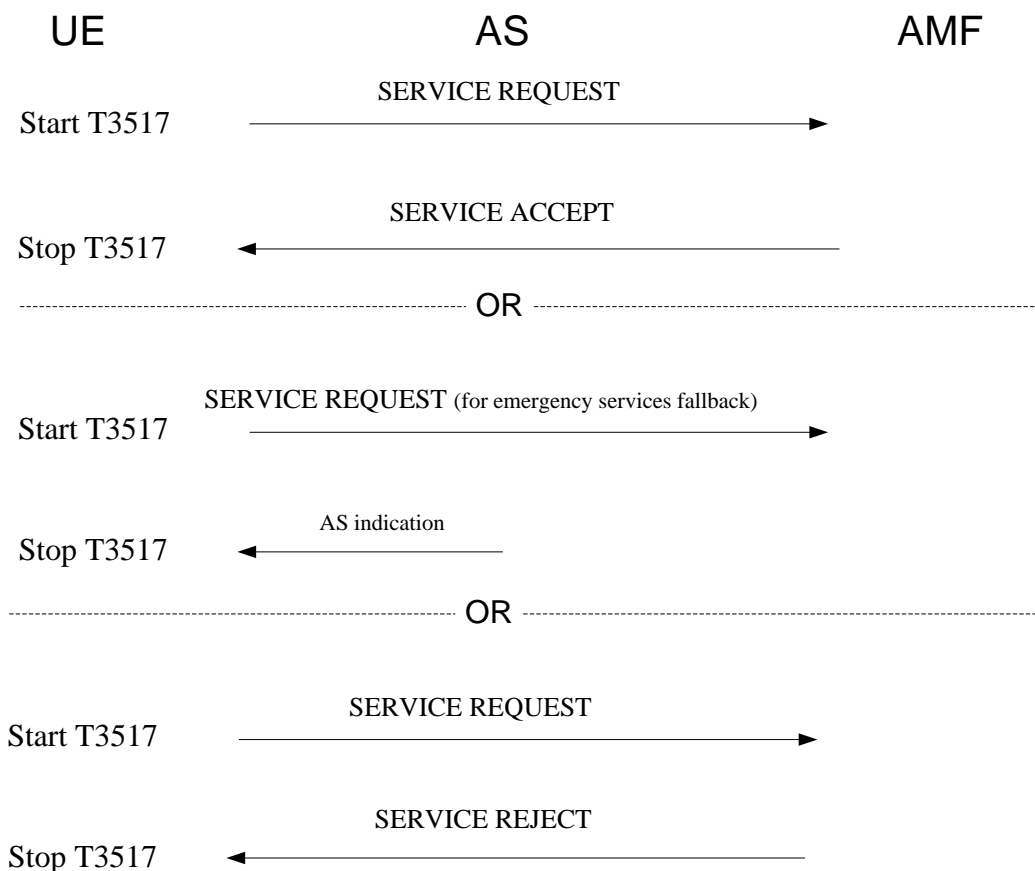 UE AS AMF
SERVICE REQUEST
Start T3517
SERVICE ACCEPT
Stop T3517
OR
SERVICE REQUEST (for emergency services fallback)
Start T3517
AS indication
Stop T3517
OR
SERVICE REQUEST
Start T3517
SERVICE REJECT
Stop T3517